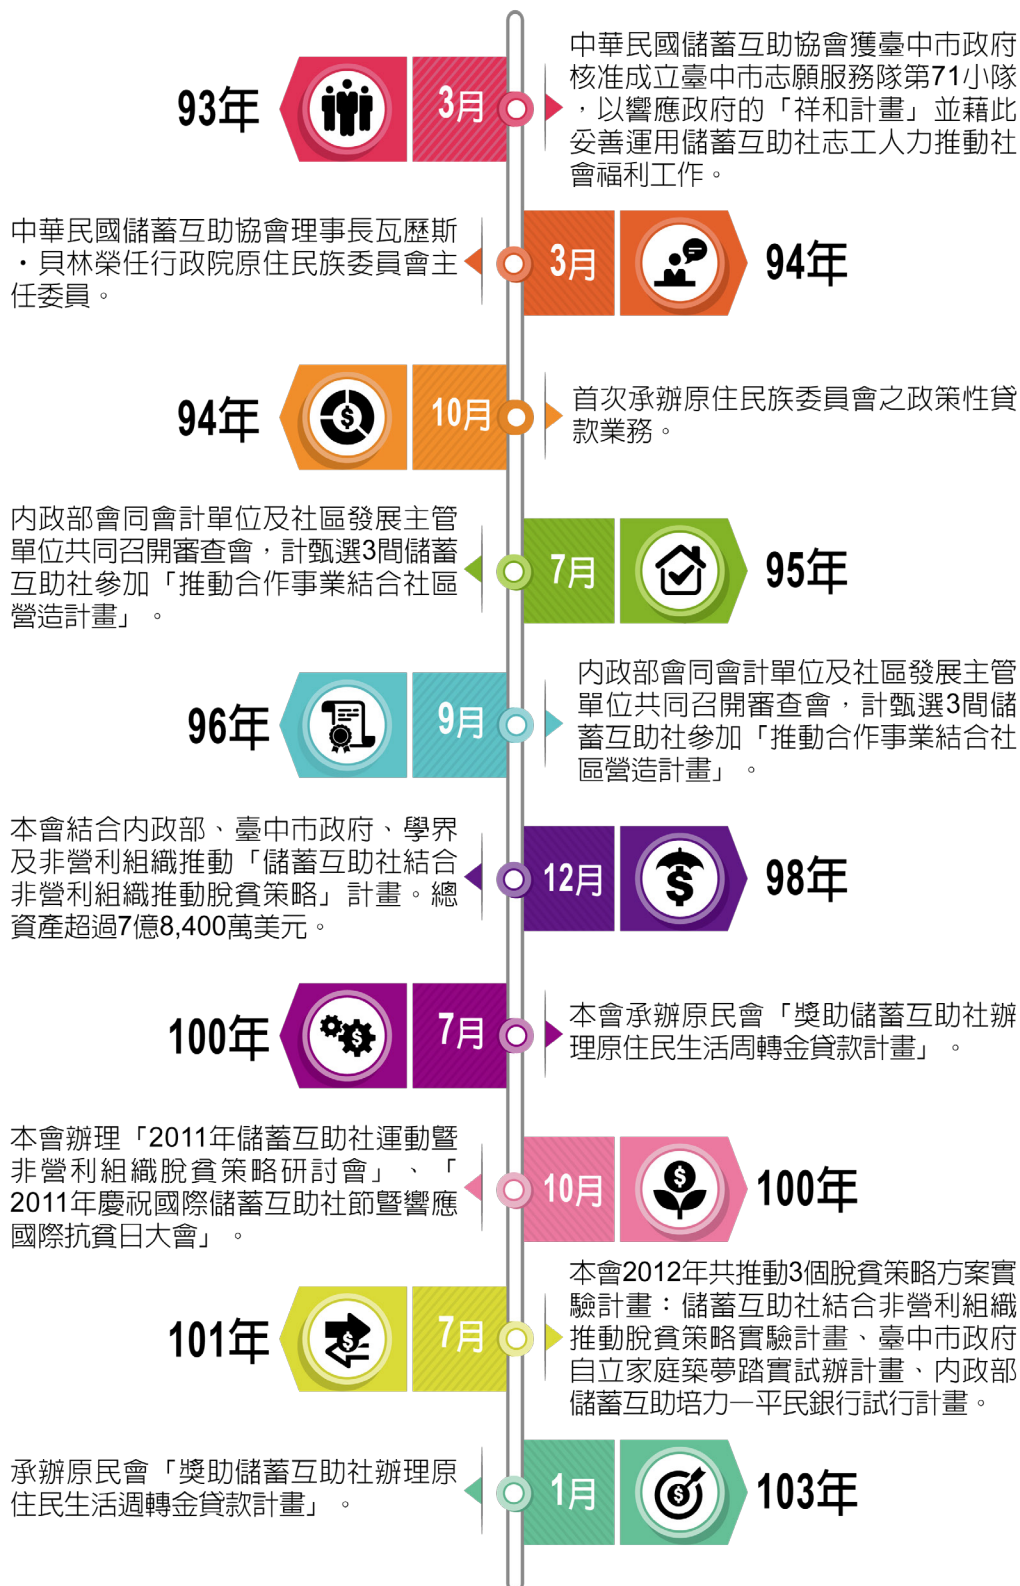 93年
3月
中華民國儲蓄互助協會獲臺中市政府
核准成立臺中市志願服務隊第71小隊
，以響應政府的「祥和計畫」並藉此
妥善運用儲蓄互助社志工人力推動社
會福利工作。
中華民國儲蓄互助協會理事長瓦歷斯
・貝林榮任行政院原住民族委員會主
任委員。
3月
94年
94年
10月
首次承辦原住民族委員會之政策性貸
款業務。
內政部會同會計單位及社區發展主管
單位共同召開審查會，計甄選3間儲蓄
互助社參加「推動合作事業結合社區
營造計畫」。
7月
95年
96年
9月
內政部會同會計單位及社區發展主管
單位共同召開審查會，計甄選3間儲
蓄互助社參加「推動合作事業結合社
區營造計畫」。
本會結合內政部、臺中市政府、學界
及非營利組織推動「儲蓄互助社結合
非營利組織推動脫貧策略」計畫。總
資產超過7億8,400萬美元。
12月
98年
100年
7月
本會承辦原民會「獎助儲蓄互助社辦
理原住民生活周轉金貸款計畫」。
本會辦理「2011年儲蓄互助社運動暨
非營利組織脫貧策略研討會」、「
2011年慶祝國際儲蓄互助社節暨響應
國際抗貧日大會」。
10月
100年
101年
7月
本會2012年共推動3個脫貧策略方案實
驗計畫：儲蓄互助社結合非營利組織
推動脫貧策略實驗計畫、臺中市政府
自立家庭築夢踏實試辦計畫、內政部
儲蓄互助培力—平民銀行試行計畫。
承辦原民會「獎助儲蓄互助社辦理原
住民生活週轉金貸款計畫」。
1月
103年